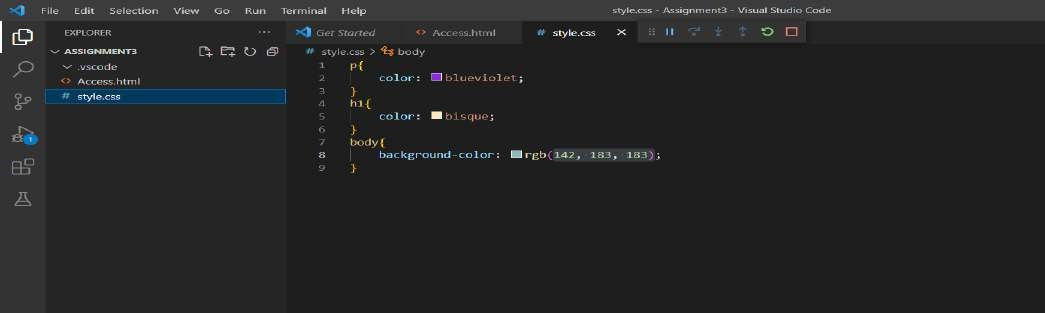 File Edit Selection View Go Run Terminal Help
style.css - Assignment3 - Visual Studio Code
EXPLORER
ASSIGNMENT3
.vscode
Access.html
style.css
1
Get Started
Access.html
style.css
style.css > body
1 p{
2 color: blueviolet;
3 }
4 h1{
5 color: bisque;
6 }
7 body{
8 background-color: rgb(142, 183, 183);
9 }